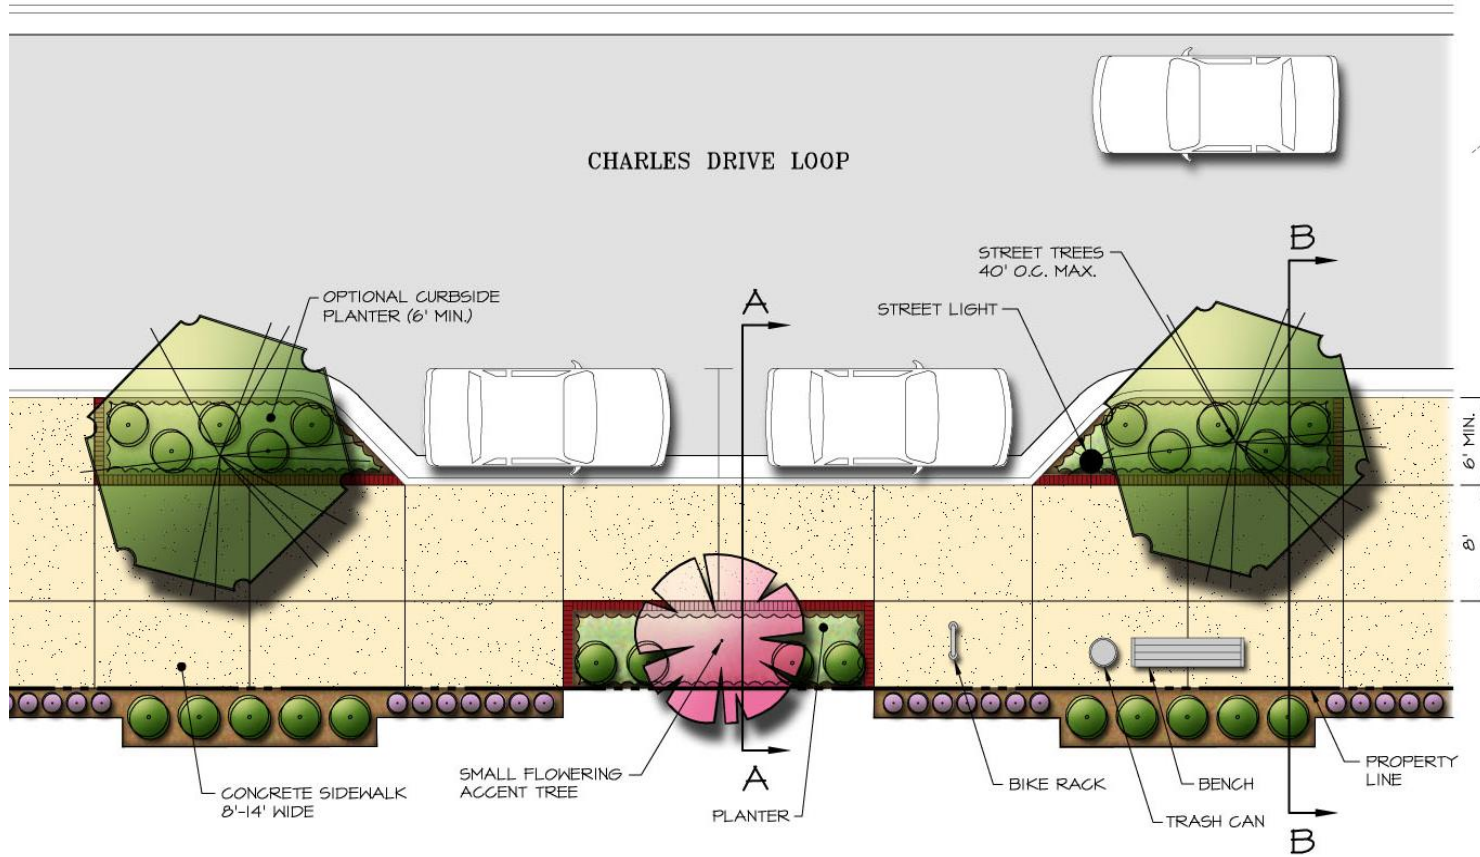 CHARLES DRIVE LOOP
B
STREET TREES
40' O.C. MAX.
OPTIONAL CURBSIDE
PLANTER (6' MIN.)
A
STREET LIGHT
6' MIN.
8'
SMALL FLOWERING
ACCENT TREE
A
PROPERTY
LINE
BIKE RACK
BENCH
CONCRETE SIDEWALK
8'-14' WIDE
PLANTER
TRASH CAN
B